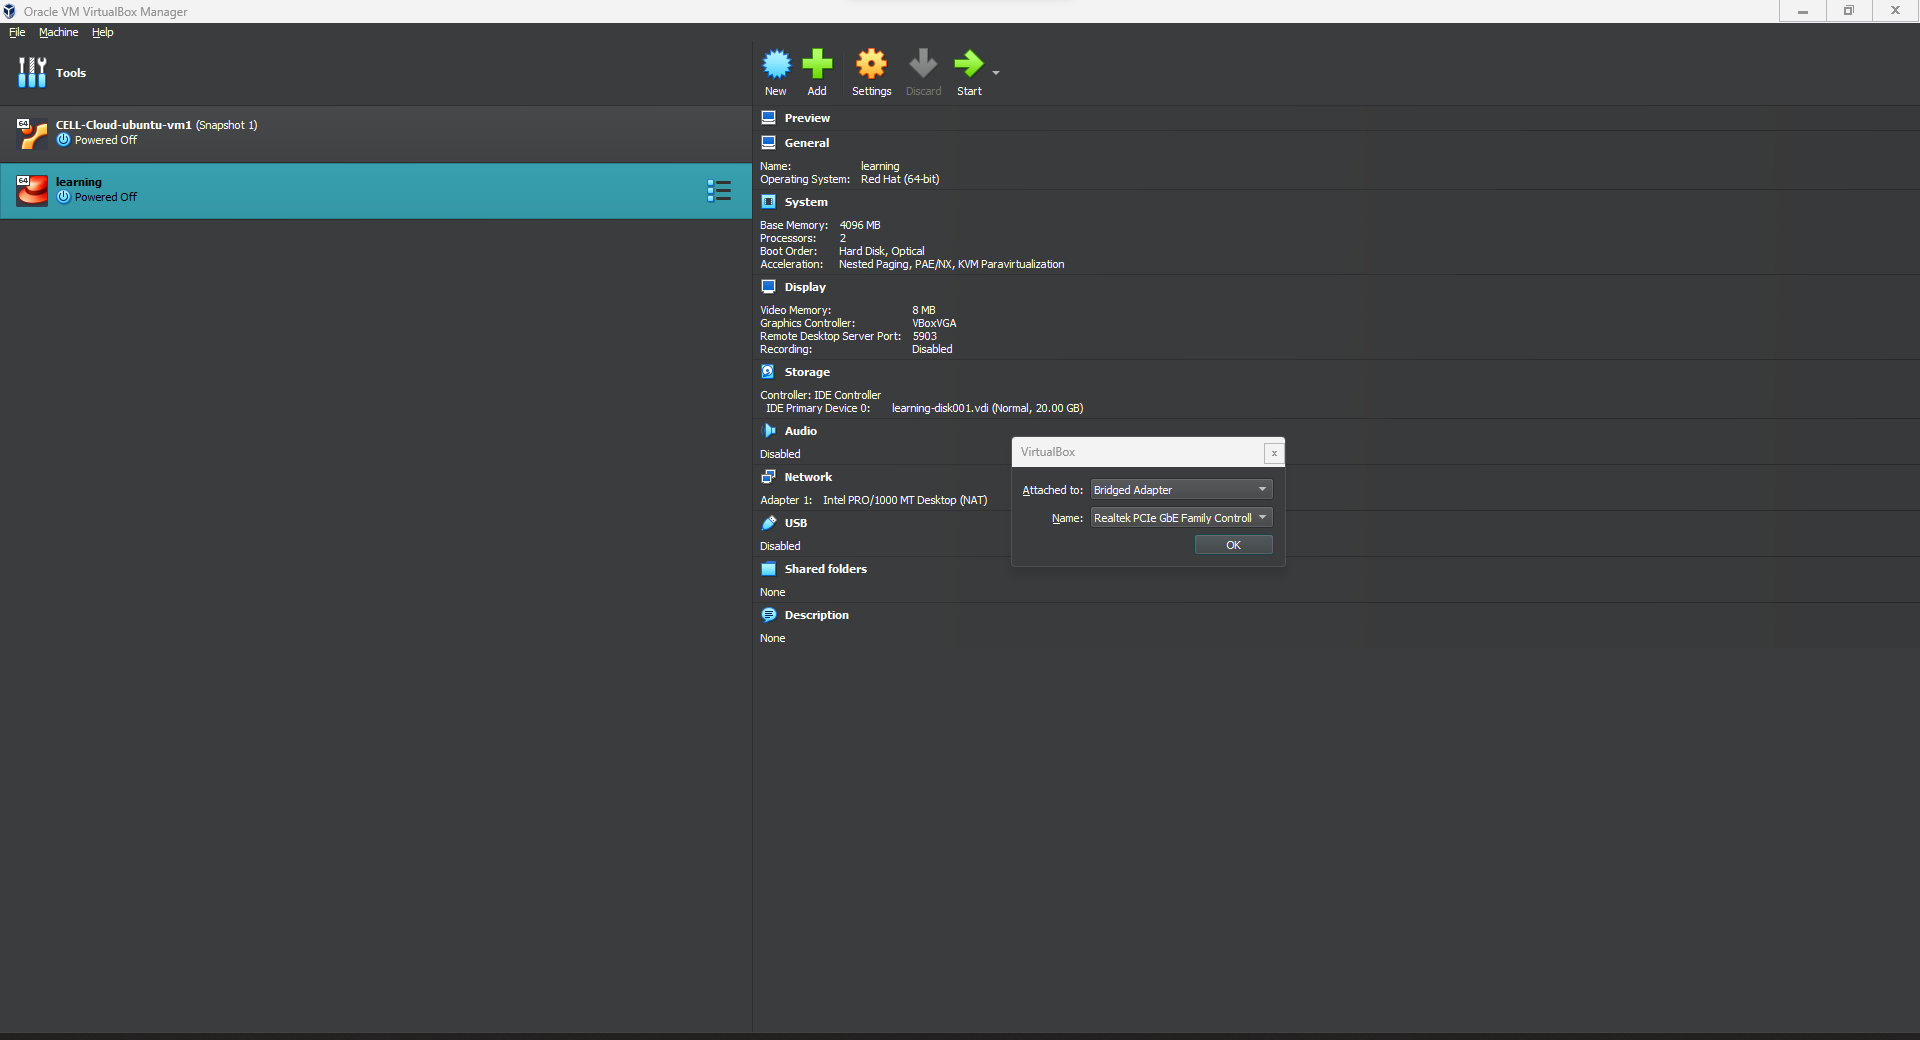 Oracle VM VirtualBox Manager
File Machine Help
Tools
New Add Settings Discard Start
64
CELL-Cloud-ubuntu-vm1 (Snapshot 1)
Powered Off
64
learning
Powered Off
Preview
General
Name: learning
Operating System: Red Hat (64-bit)
System
Base Memory: 4096 MB
Processors: 2
Boot Order: Hard Disk, Optical
Acceleration: Nested Paging, PAE/NX, KVM Paravirtualization
Display
Video Memory: 8 MB
Graphics Controller: VBoxVGA
Remote Desktop Server Port: 5903
Recording: Disabled
Storage
Controller: IDE Controller
IDE Primary Device 0: learning-disk001.vdi (Normal, 20.00 GB)
Audio
Disabled
Network
Adapter 1: Intel PRO/1000 MT Desktop (NAT)
USB
Disabled
Shared folders
None
Description
None
VirtualBox
Attached to: Bridged Adapter
Name: Realtek PCIe GbE Family Controll
OK